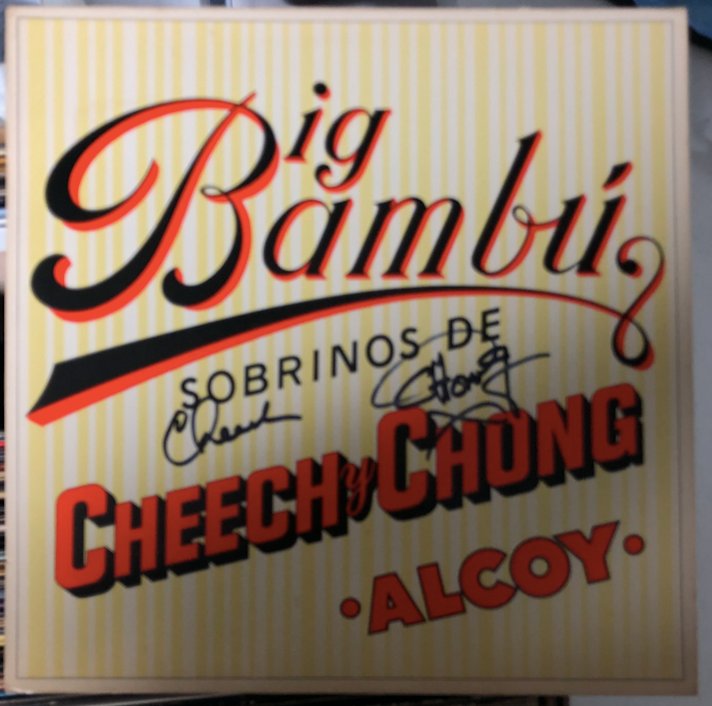 Big
Bambú
SOBRINOS DE
Cheech
Chong
CHEECH y CHONG
·ALCOY·